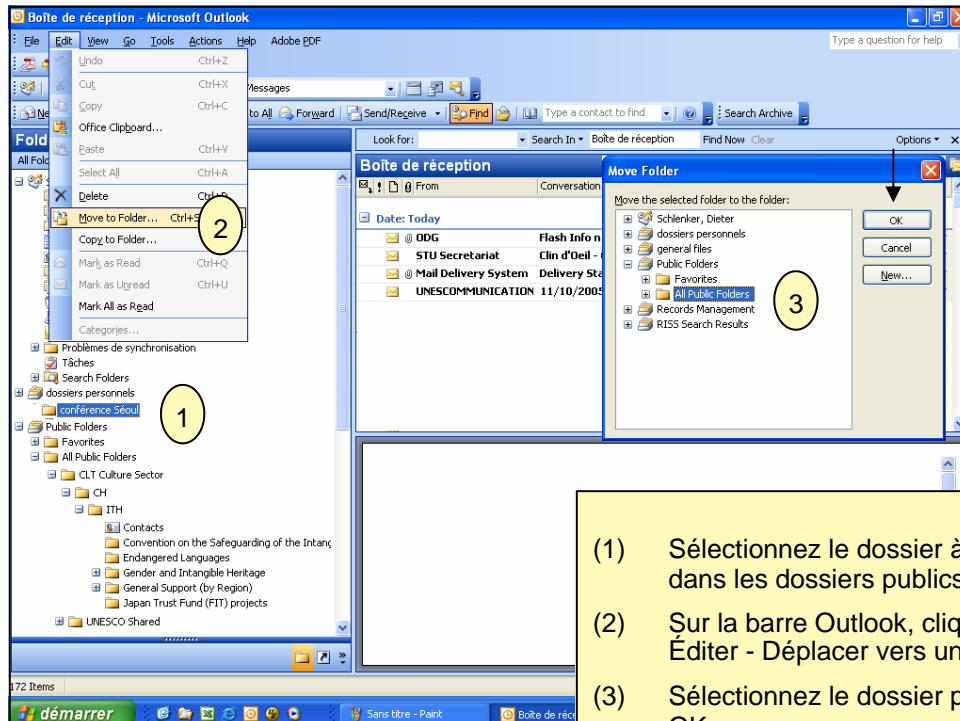 Boîte de réception - Microsoft Outlook
File Edit View Go Tools Actions Help Adobe PDF
Type a question for help
Undo Ctrl+Z
Cut Ctrl+X
Copy Ctrl+C
Office Clipboard...
Paste Ctrl+V
Select All Ctrl+A
Delete
Move to Folder...
Copy to Folder...
Mark as Read Ctrl+Q
Mark as Unread Ctrl+U
Mark All as Read
Categories...
2
Messages
to All Forward Send/Receive Find Type a contact to find Search Archive
Look for: Search In Boîte de réception Find Now Clear Options
Boîte de réception
From Conversation
Date: Today
ODG Flash Info n
STU Secretariat Clin d'Oeil -
Mail Delivery System Delivery Sta
UNESCOMMUNICATION 11/10/2005
Move Folder
Move the selected folder to the folder:
Schlenker, Dieter
dossiers personnels
general files
Public Folders
Favorites
All Public Folders
Records Management
RISS Search Results
OK
Cancel
New...
3
Problèmes de synchronisation
Tâches
Search Folders
dossiers personnels
conférence Séoul
1
Public Folders
Favorites
All Public Folders
CLT Culture Sector
CH
ITH
Contacts
Convention on the Safeguarding of the Intang
Endangered Languages
Gender and Intangible Heritage
General Support (by Region)
Japan Trust Fund (FIT) projects
UNESCO Shared
172 Items
démarrer
Sans titre - Paint
Boîte de réce
(1) Sélectionnez le dossier à
dans les dossiers publics
(2) Sur la barre Outlook, cliq
Éditer - Déplacer vers un
(3) Sélectionnez le dossier p